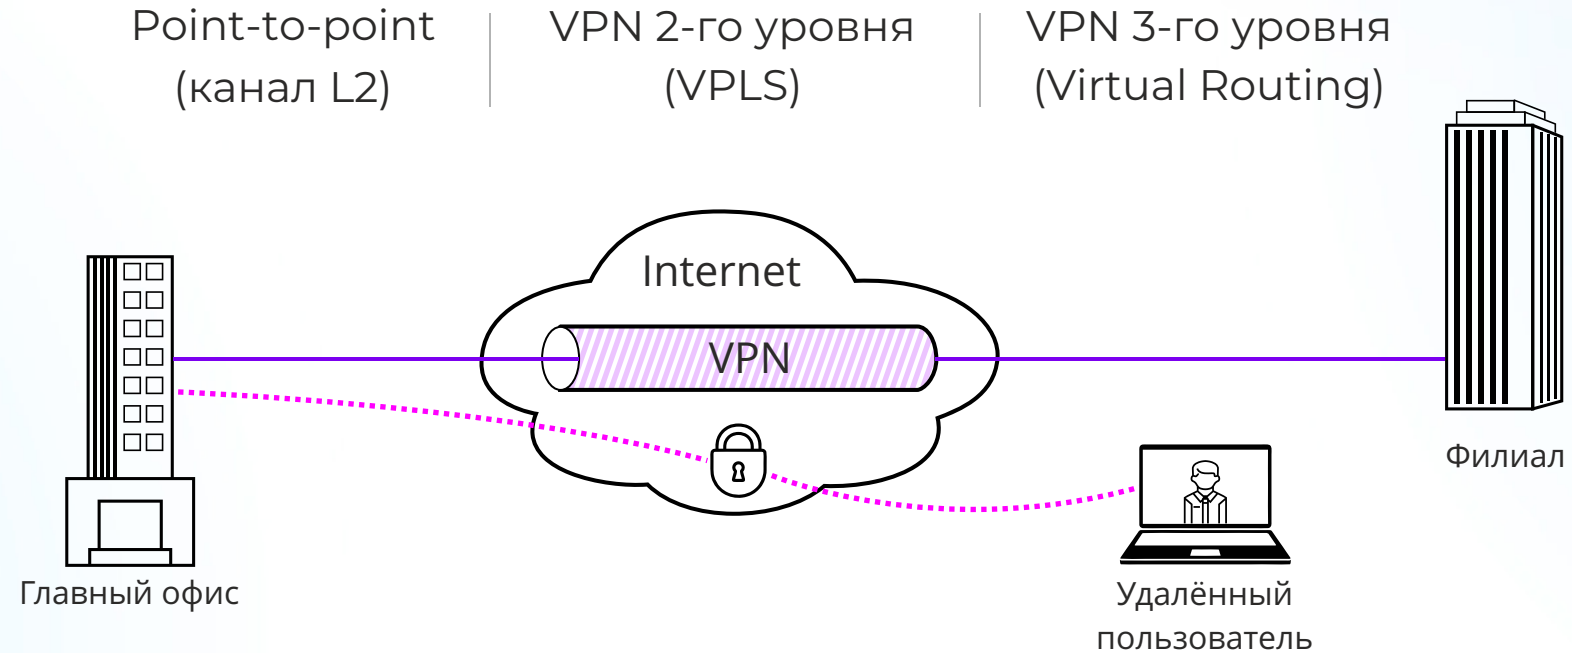 Point-to-point
(канал L2)
VPN 2-го уровня
(VPLS)
VPN 3-го уровня
(Virtual Routing)
Internet
VPN
Филиал
Главный офис
Удалённый
пользователь